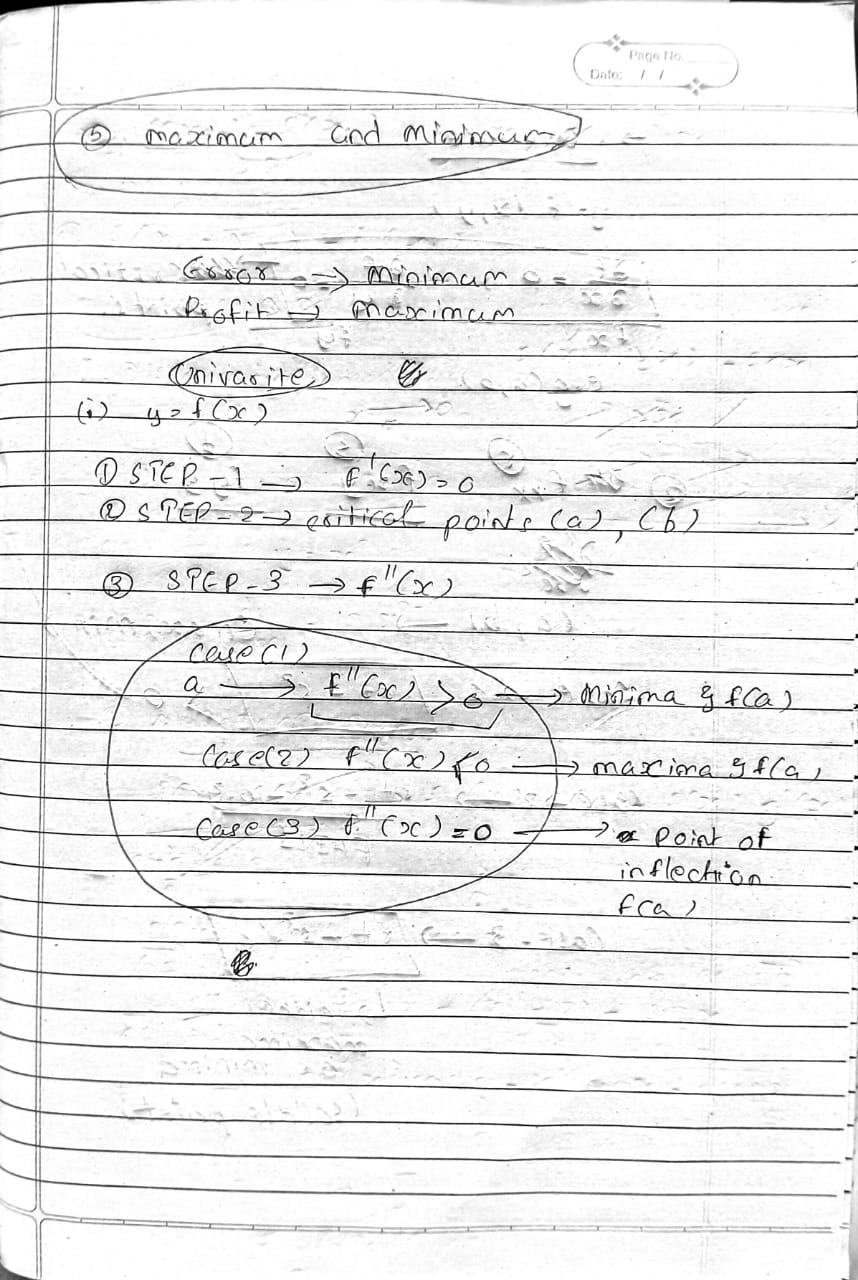 Page No.
Date: / /
⑤ maximum and minimum
Error → minimum
Profit → maximum
Univarite
(i) y = f(x)
① STEP-1 → f'(x) = 0
② STEP-2 → critical points (a), (b)
③ STEP-3 → f''(x)
case (1)
a → f''(x) > 0 → Minima & f(a)
Case(2) f''(x) < 0 → maxima & f(a)
Case (3) f''(x) = 0 → Point of
inflection
f(a)